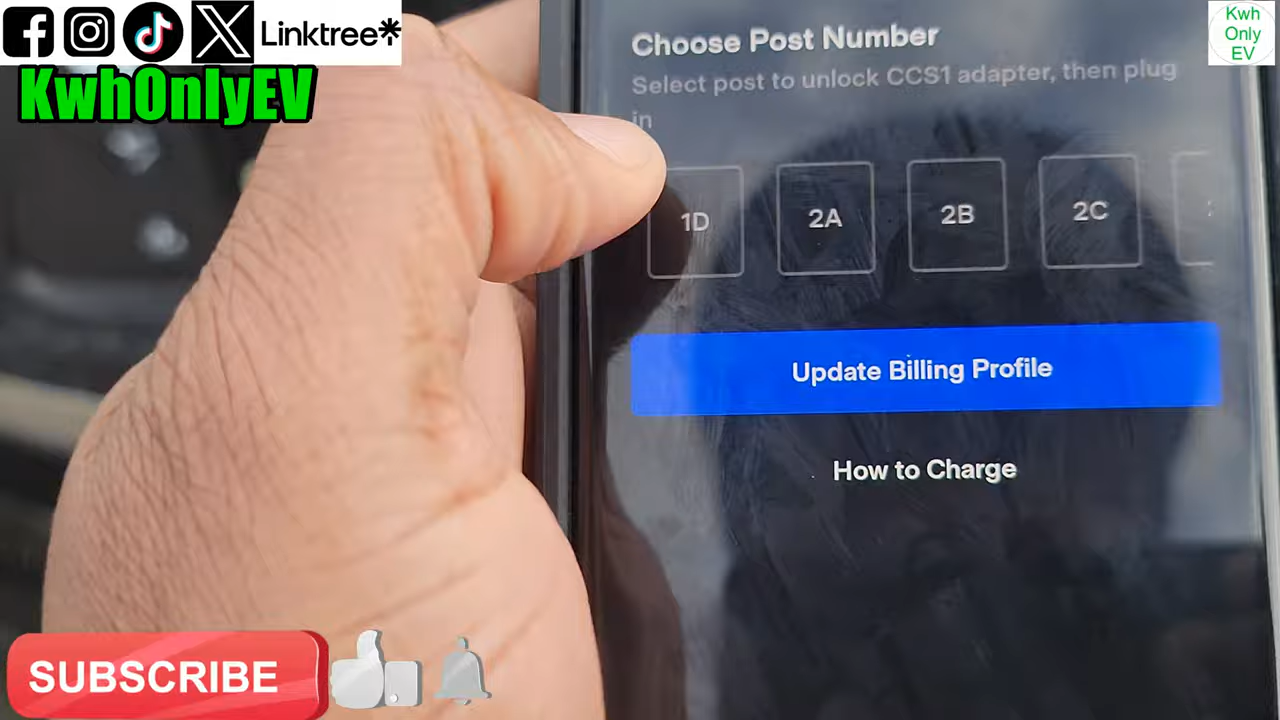 Linktree*
KwhOnlyEV
Kwh
Only
EV
Choose Post Number
Select post to unlock CCS1 adapter, then plug
in
1D 2A 2B 2C
Update Billing Profile
How to Charge
SUBSCRIBE